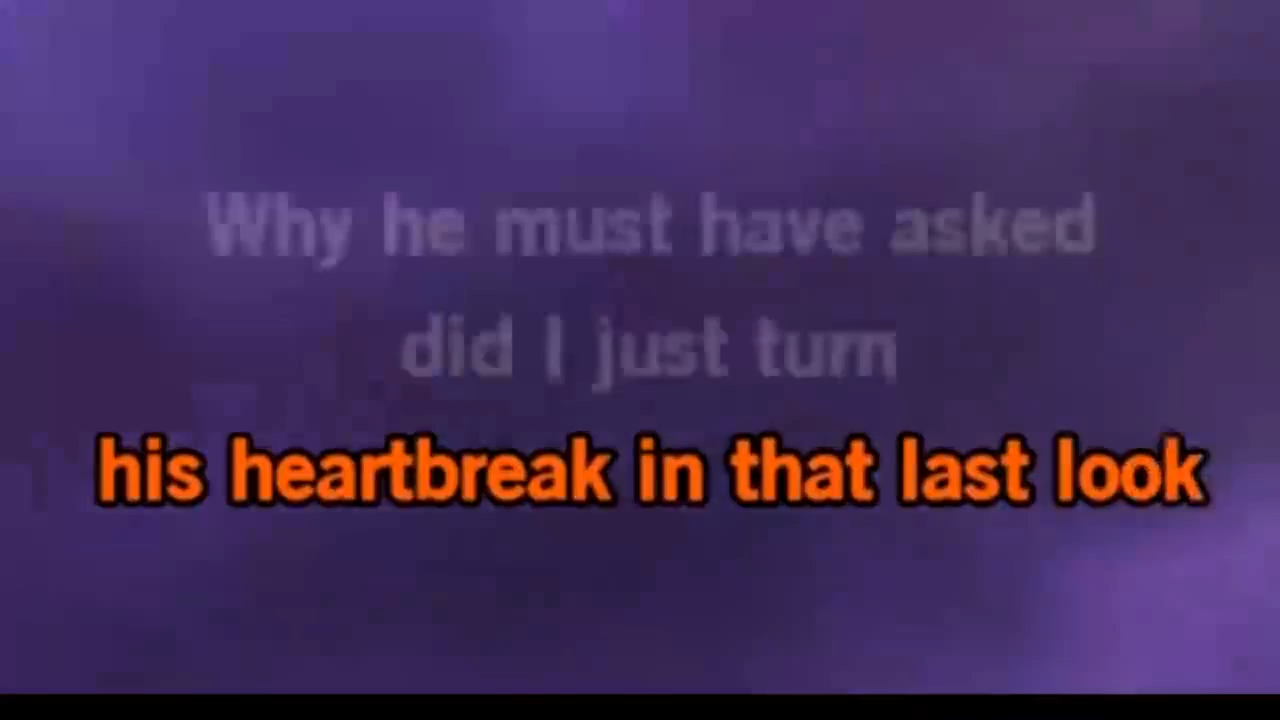 Why he must have asked
did I just turn
his heartbreak in that last look